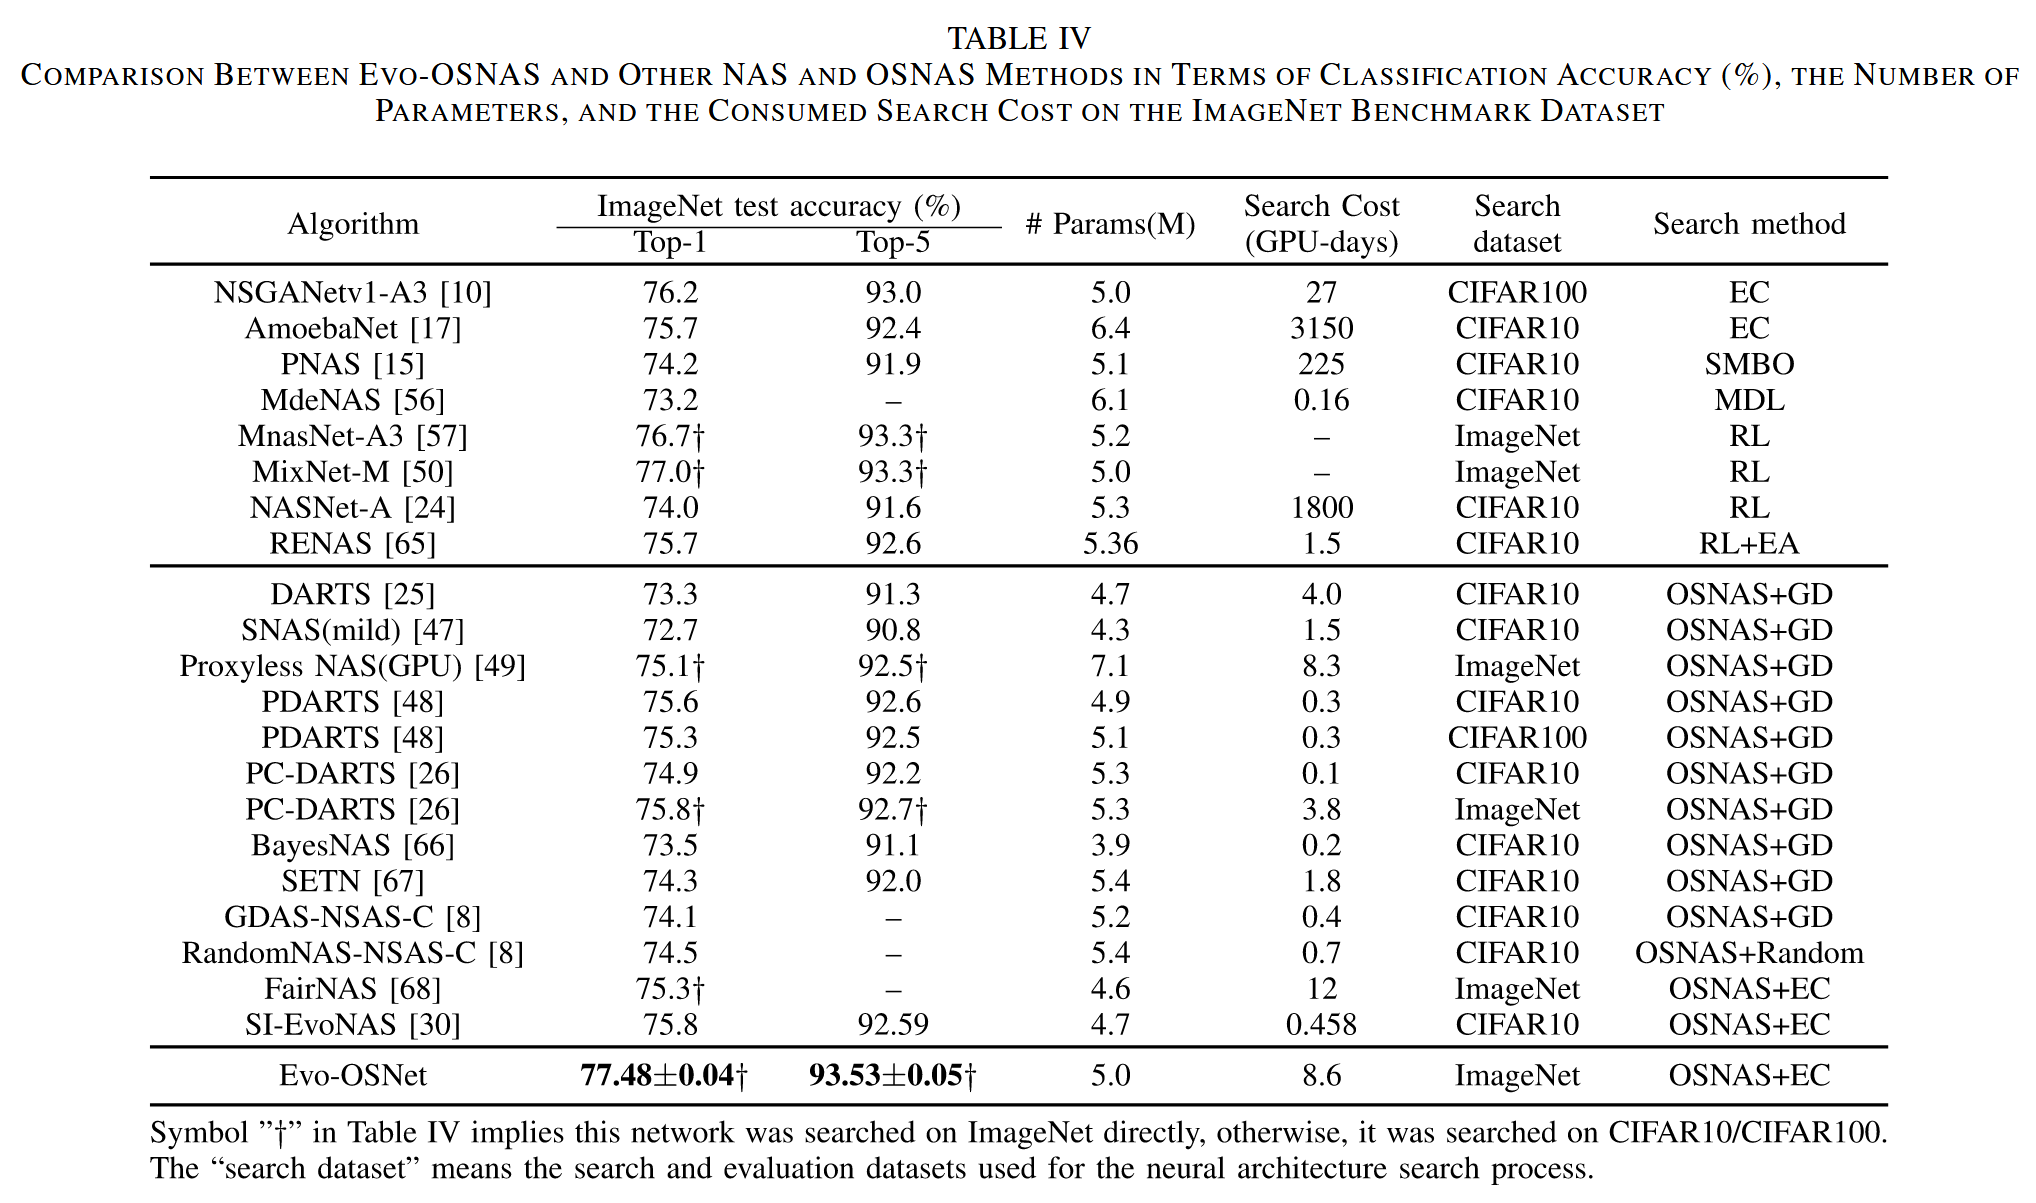 TABLE IV
COMPARISON BETWEEN EVO-OSNAS AND OTHER NAS AND OSNAS METHODS IN TERMS OF CLASSIFICATION ACCURACY (%), THE NUMBER OF
PARAMETERS, AND THE CONSUMED SEARCH COST ON THE IMAGENET BENCHMARK DATASET
Algorithm ImageNet test accuracy (%) # Params(M) Search Cost Search Search method
Top-1 Top-5 (GPU-days) dataset
NSGANetv1-A3 [10] 76.2 93.0 5.0 27 CIFAR100 EC
AmoebaNet [17] 75.7 92.4 6.4 3150 CIFAR10 EC
PNAS [15] 74.2 91.9 5.1 225 CIFAR10 SMBO
MdeNAS [56] 73.2 – 6.1 0.16 CIFAR10 MDL
MnasNet-A3 [57] 76.7† 93.3† 5.2 – ImageNet RL
MixNet-M [50] 77.0† 93.3† 5.0 – ImageNet RL
NASNet-A [24] 74.0 91.6 5.3 1800 CIFAR10 RL
RENAS [65] 75.7 92.6 5.36 1.5 CIFAR10 RL+EA
DARTS [25] 73.3 91.3 4.7 4.0 CIFAR10 OSNAS+GD
SNAS(mild) [47] 72.7 90.8 4.3 1.5 CIFAR10 OSNAS+GD
Proxyless NAS(GPU) [49] 75.1† 92.5† 7.1 8.3 ImageNet OSNAS+GD
PDARTS [48] 75.6 92.6 4.9 0.3 CIFAR10 OSNAS+GD
PDARTS [48] 75.3 92.5 5.1 0.3 CIFAR100 OSNAS+GD
PC-DARTS [26] 74.9 92.2 5.3 0.1 CIFAR10 OSNAS+GD
PC-DARTS [26] 75.8† 92.7† 5.3 3.8 ImageNet OSNAS+GD
BayesNAS [66] 73.5 91.1 3.9 0.2 CIFAR10 OSNAS+GD
SETN [67] 74.3 92.0 5.4 1.8 CIFAR10 OSNAS+GD
GDAS-NSAS-C [8] 74.1 – 5.2 0.4 CIFAR10 OSNAS+GD
RandomNAS-NSAS-C [8] 74.5 – 5.4 0.7 CIFAR10 OSNAS+Random
FairNAS [68] 75.3† – 4.6 12 ImageNet OSNAS+EC
SI-EvoNAS [30] 75.8 92.59 4.7 0.458 CIFAR10 OSNAS+EC
Evo-OSNet 77.48±0.04† 93.53±0.05† 5.0 8.6 ImageNet OSNAS+EC
Symbol ”†” in Table IV implies this network was searched on ImageNet directly, otherwise, it was searched on CIFAR10/CIFAR100.
The “search dataset” means the search and evaluation datasets used for the neural architecture search process.